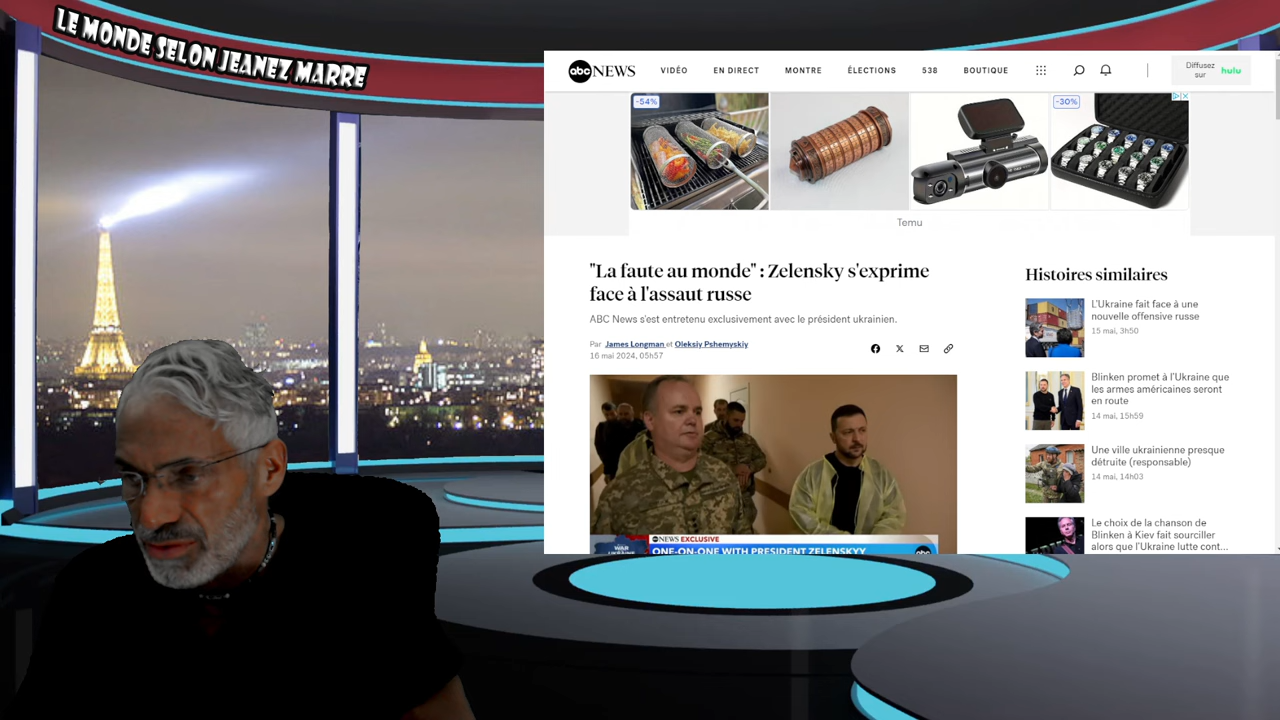 LE MONDE SELON JEANEZ MARRE
abc NEWS
VIDÉO
EN DIRECT
MONTRE
ÉLECTIONS
538
BOUTIQUE
Diffusez
sur
hulu
-54%
-30%
Temu
"La faute au monde" : Zelensky s'exprime
face à l'assaut russe
ABC News s'est entretenu exclusivement avec le président ukrainien.
Par James Longman et Oleksiy Pshemyskiy
16 mai 2024, 05h57
abc NEWS EXCLUSIVE
ONE-ON-ONE WITH PRESIDENT ZELENSKYY
abc
WAR
Histoires similaires
L'Ukraine fait face à une
nouvelle offensive russe
15 mai, 3h50
Blinken promet à l'Ukraine que
les armes américaines seront
en route
14 mai, 15h59
Une ville ukrainienne presque
détruite (responsable)
14 mai, 14h03
Le choix de la chanson de
Blinken à Kiev fait sourciller
alors que l'Ukraine lutte cont...